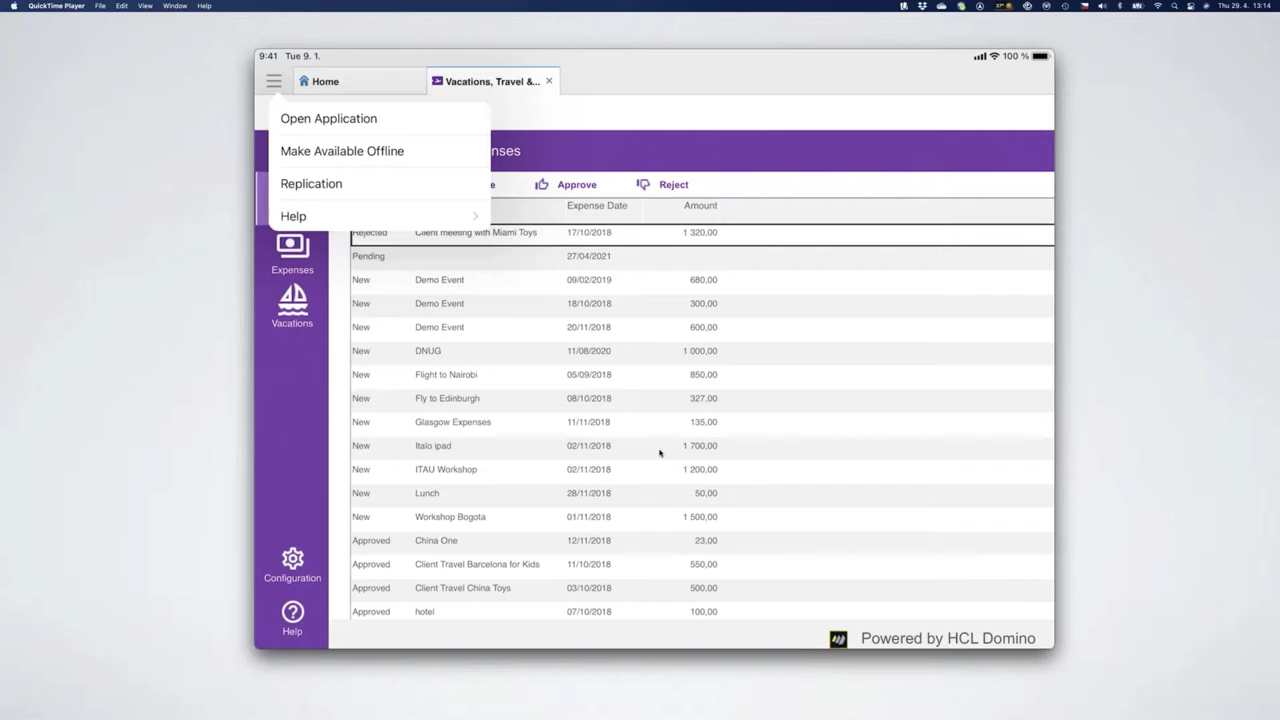 QuickTime Player File Edit View Window Help Thu 29. 4. 13:14
9:41 Tue 9. 1. 100 %
Home Vacations, Travel &...
Open Application
Make Available Offline
Replication
Help
nses
e Approve Reject
Expense Date Amount
Rejected Client meeting with Miami Toys 17/10/2018 1 320,00
Pending 27/04/2021
New Demo Event 09/02/2019 680,00
New Demo Event 18/10/2018 300,00
New Demo Event 20/11/2018 600,00
New DNUG 11/08/2020 1 000,00
New Flight to Nairobi 05/09/2018 850,00
New Fly to Edinburgh 08/10/2018 327,00
New Glasgow Expenses 11/11/2018 135,00
New Italo ipad 02/11/2018 1 700,00
New ITAU Workshop 02/11/2018 1 200,00
New Lunch 28/11/2018 50,00
New Workshop Bogota 01/11/2018 1 500,00
Approved China One 12/11/2018 23,00
Approved Client Travel Barcelona for Kids 11/10/2018 550,00
Approved Client Travel China Toys 03/10/2018 500,00
Approved hotel 07/10/2018 100,00
Expenses
Vacations
Configuration
Help
Powered by HCL Domino